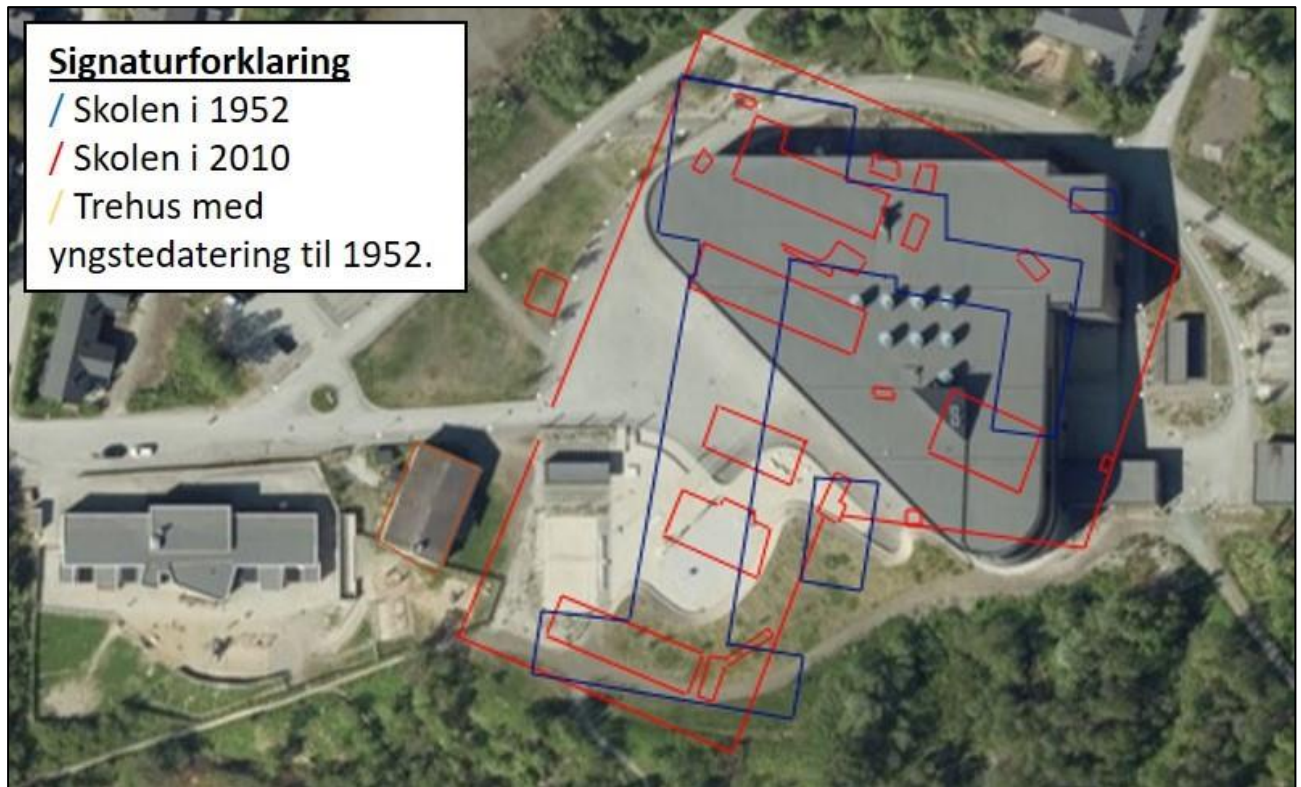 Signaturforklaring
/ Skolen i 1952
/ Skolen i 2010
/ Trehus med
yngstedatering til 1952.